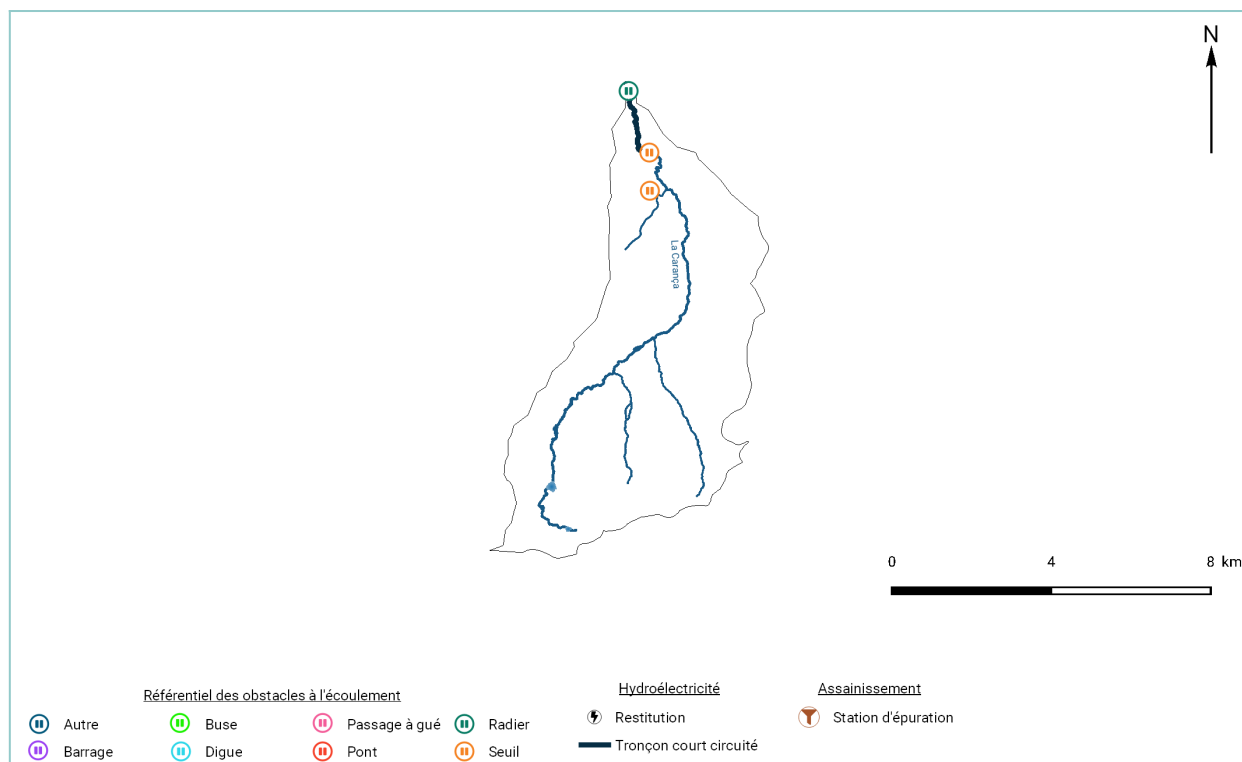 N
La Carança
0 4 8 km
Référentiel des obstacles à l'écoulement
Hydroélectricité
Assainissement
Autre
Buse
Passage à gué
Radier
Restitution
Station d'épuration
Barrage
Digue
Pont
Seuil
Tronçon court circuité